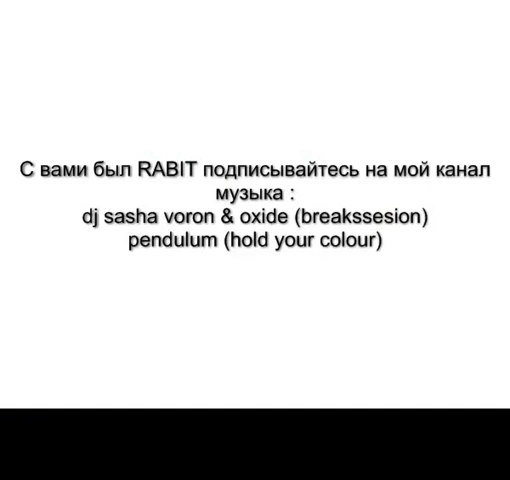 С вами был RABIT подписывайтесь на мой канал
музыка :
dj sasha voron & oxide (breakssesion)
pendulum (hold your colour)